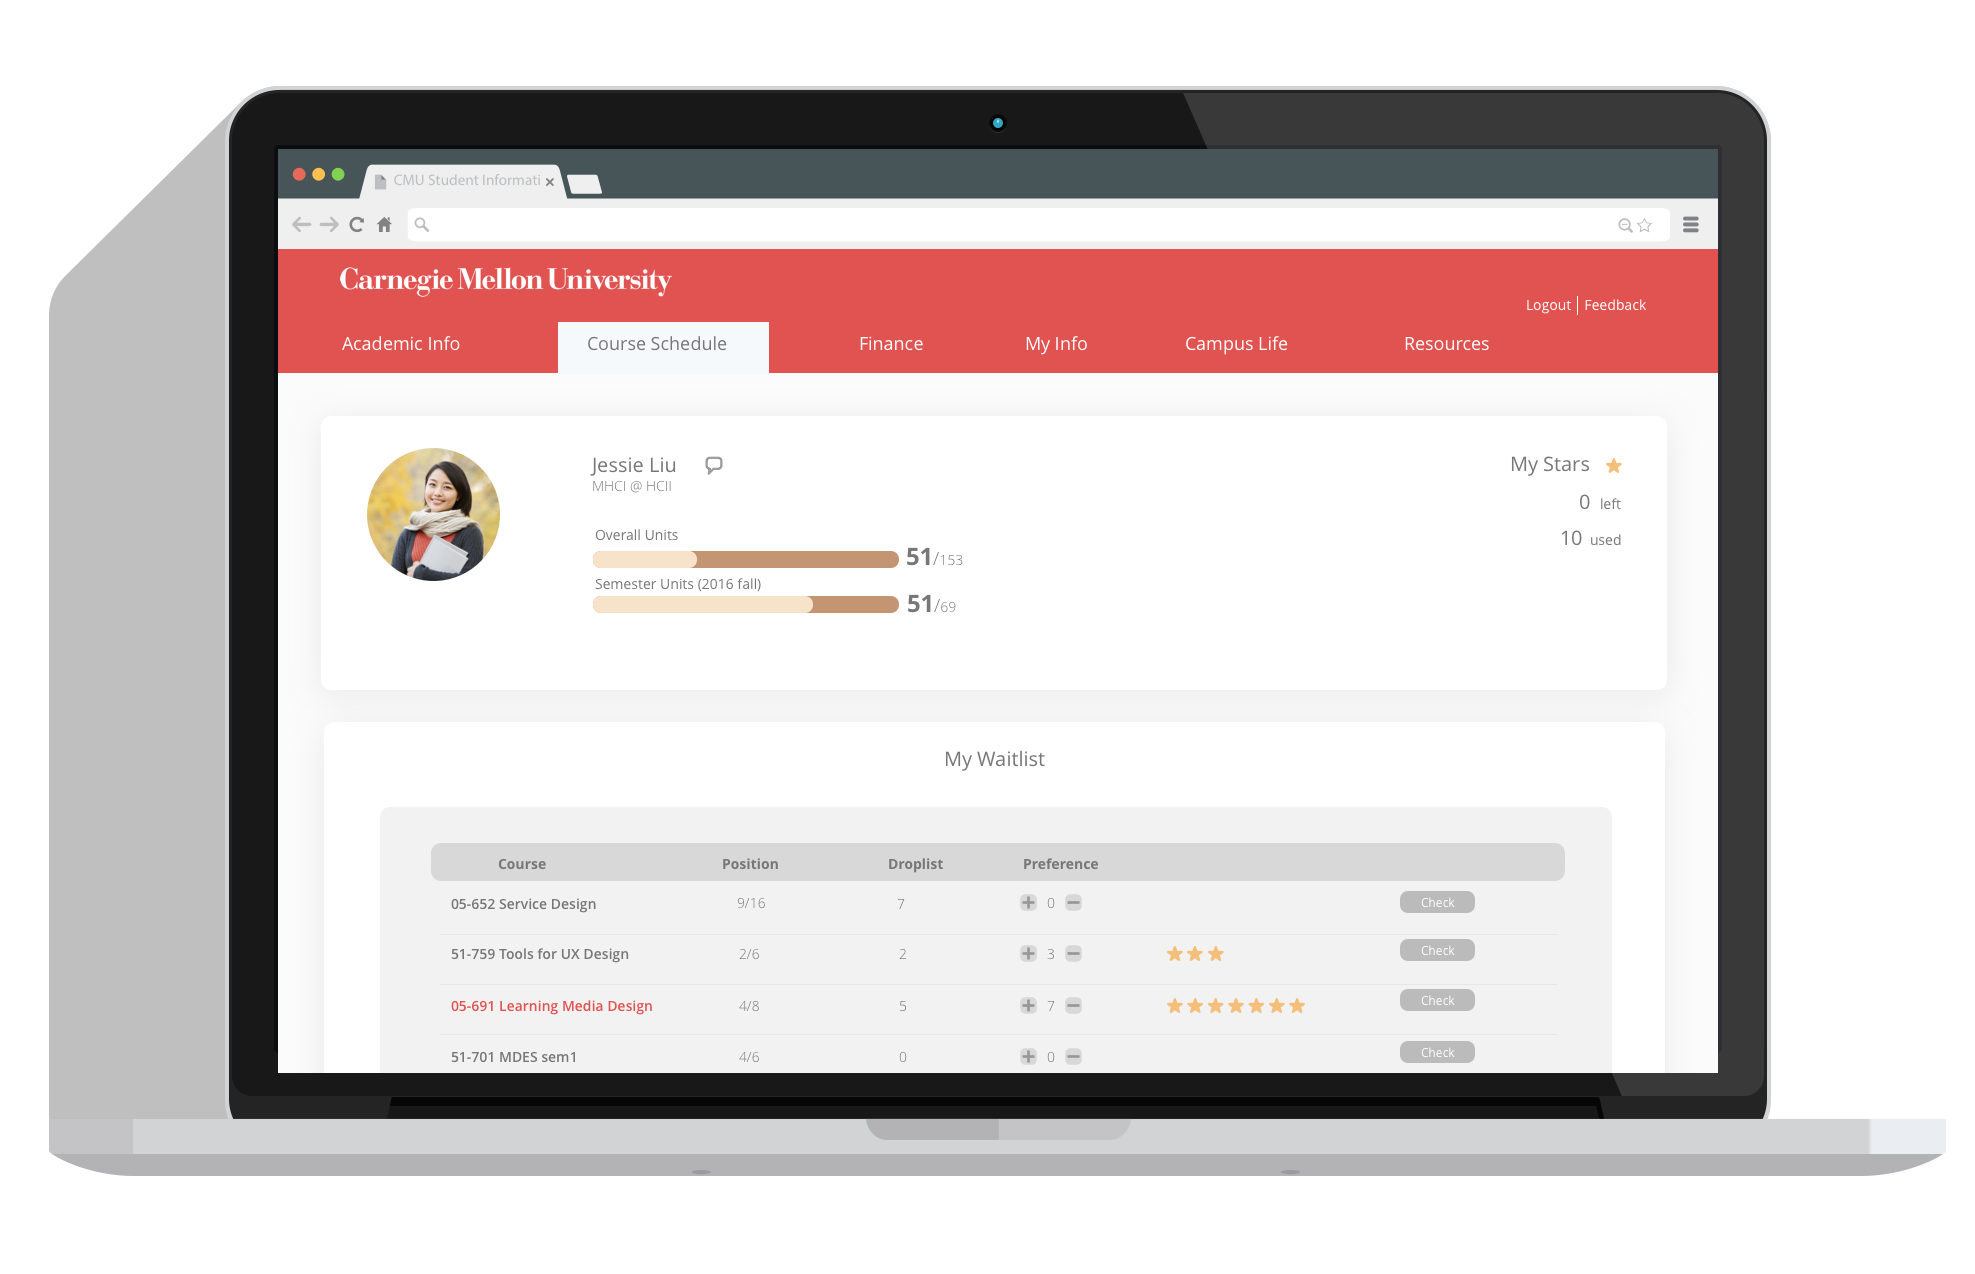 CMU Student Informati
Carnegie Mellon University
Logout | Feedback
Academic Info Course Schedule Finance My Info Campus Life Resources
Jessie Liu
MHCI @ HCII
My Stars
0 left
10 used
Overall Units
51/153
Semester Units (2016 fall)
51/69
My Waitlist
Course Position Droplist Preference
05-652 Service Design 9/16 7 0 Check
51-759 Tools for UX Design 2/6 2 3 Check
05-691 Learning Media Design 4/8 5 7 Check
51-701 MDES sem1 4/6 0 0 Check